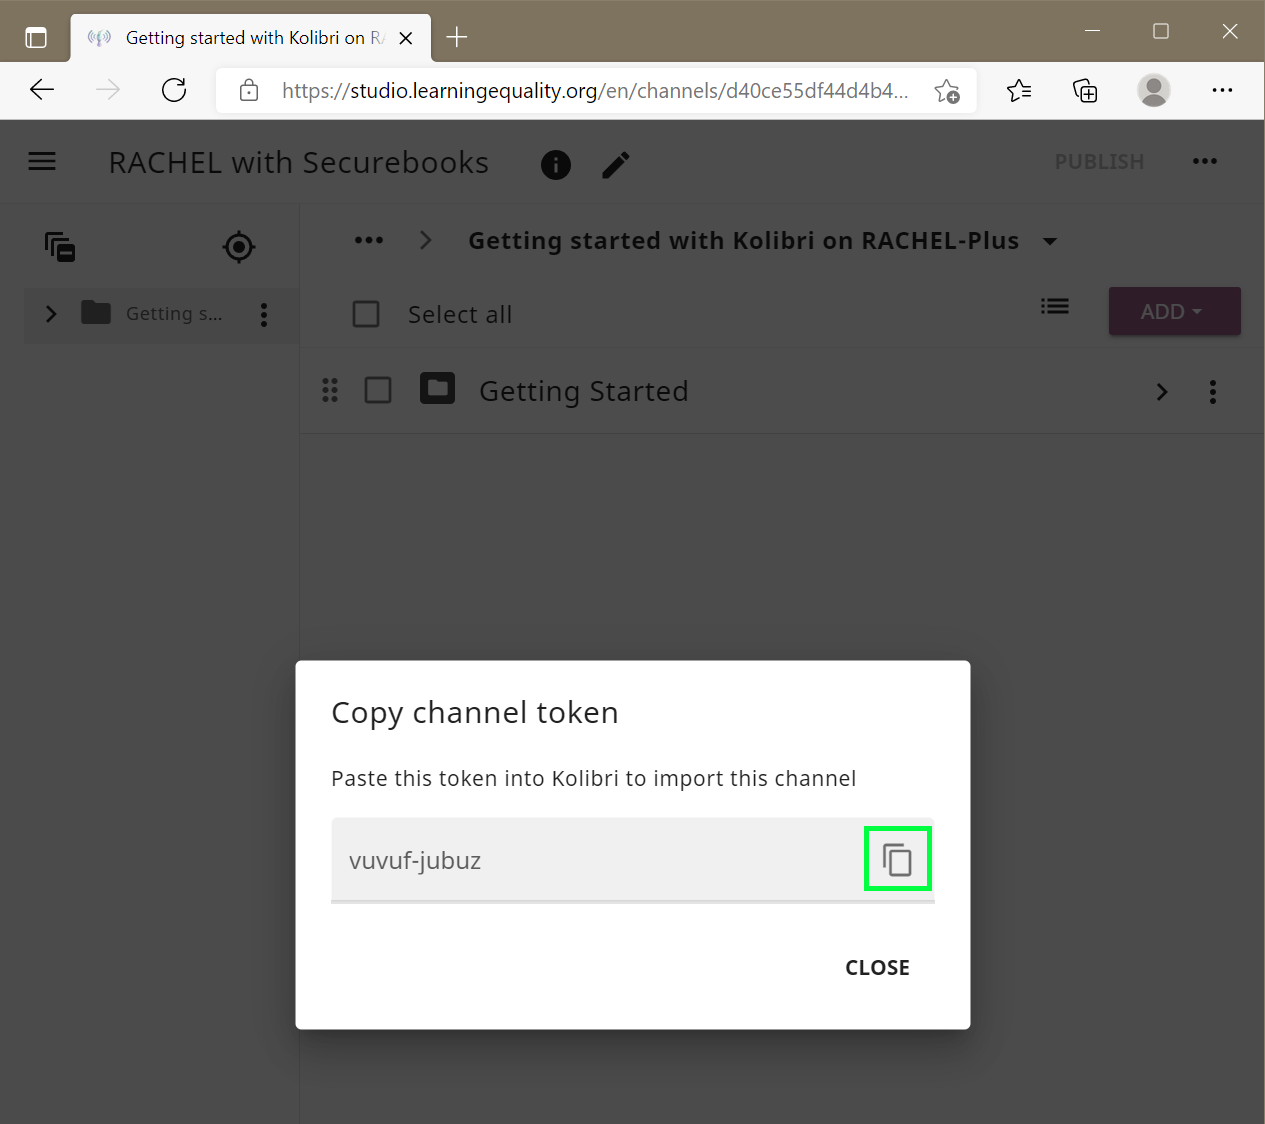 Getting started with Kolibri on RA
https://studio.learningequality.org/en/channels/d40ce55df44d4b4...
RACHEL with Securebooks
PUBLISH
Getting started with Kolibri on RACHEL-Plus
Getting s...
Select all
ADD
Getting Started
Copy channel token
Paste this token into Kolibri to import this channel
vuvuf-jubuz
CLOSE